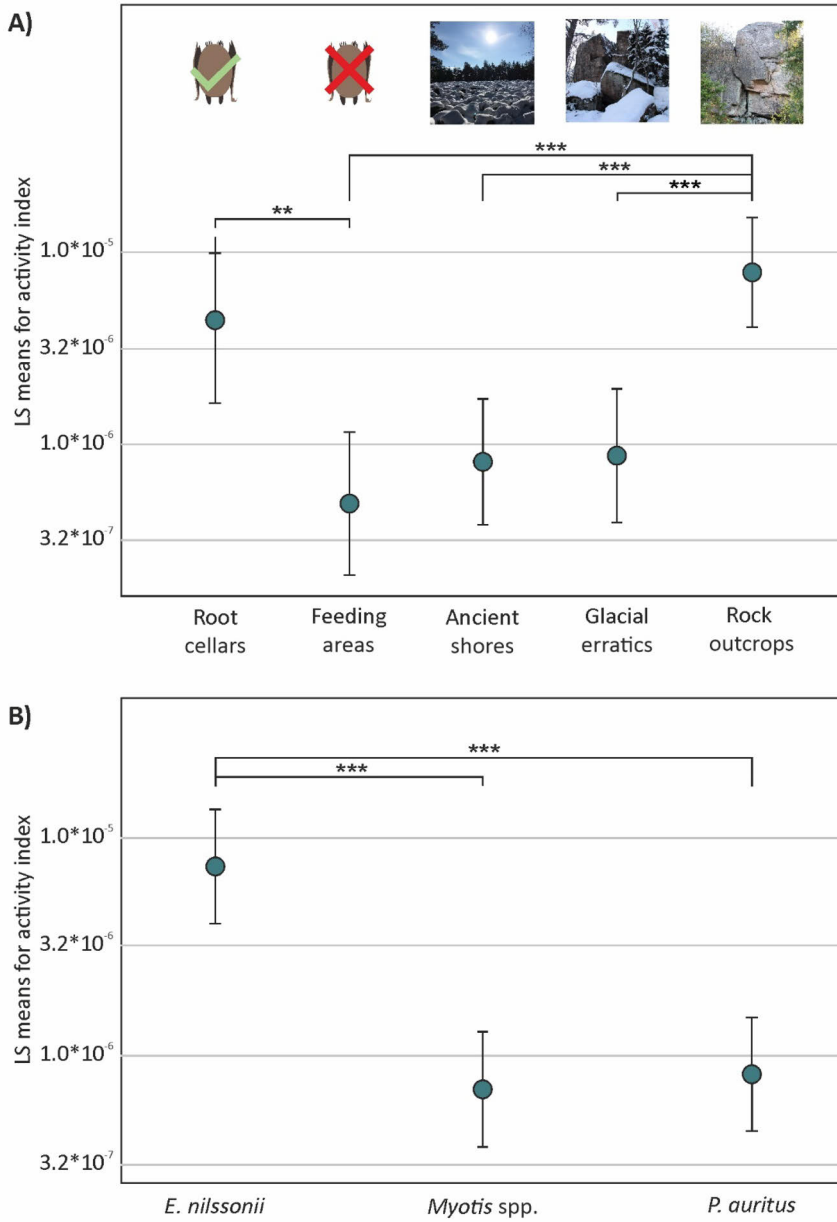 A)
***
***
***
**
LS means for activity index
1.0*10⁻⁵
3.2*10⁻⁶
1.0*10⁻⁶
3.2*10⁻⁷
Root
cellars
Feeding
areas
Ancient
shores
Glacial
erratics
Rock
outcrops
B)
***
***
LS means for activity index
1.0*10⁻⁵
3.2*10⁻⁶
1.0*10⁻⁶
3.2*10⁻⁷
E. nilssonii
Myotis spp.
P. auritus